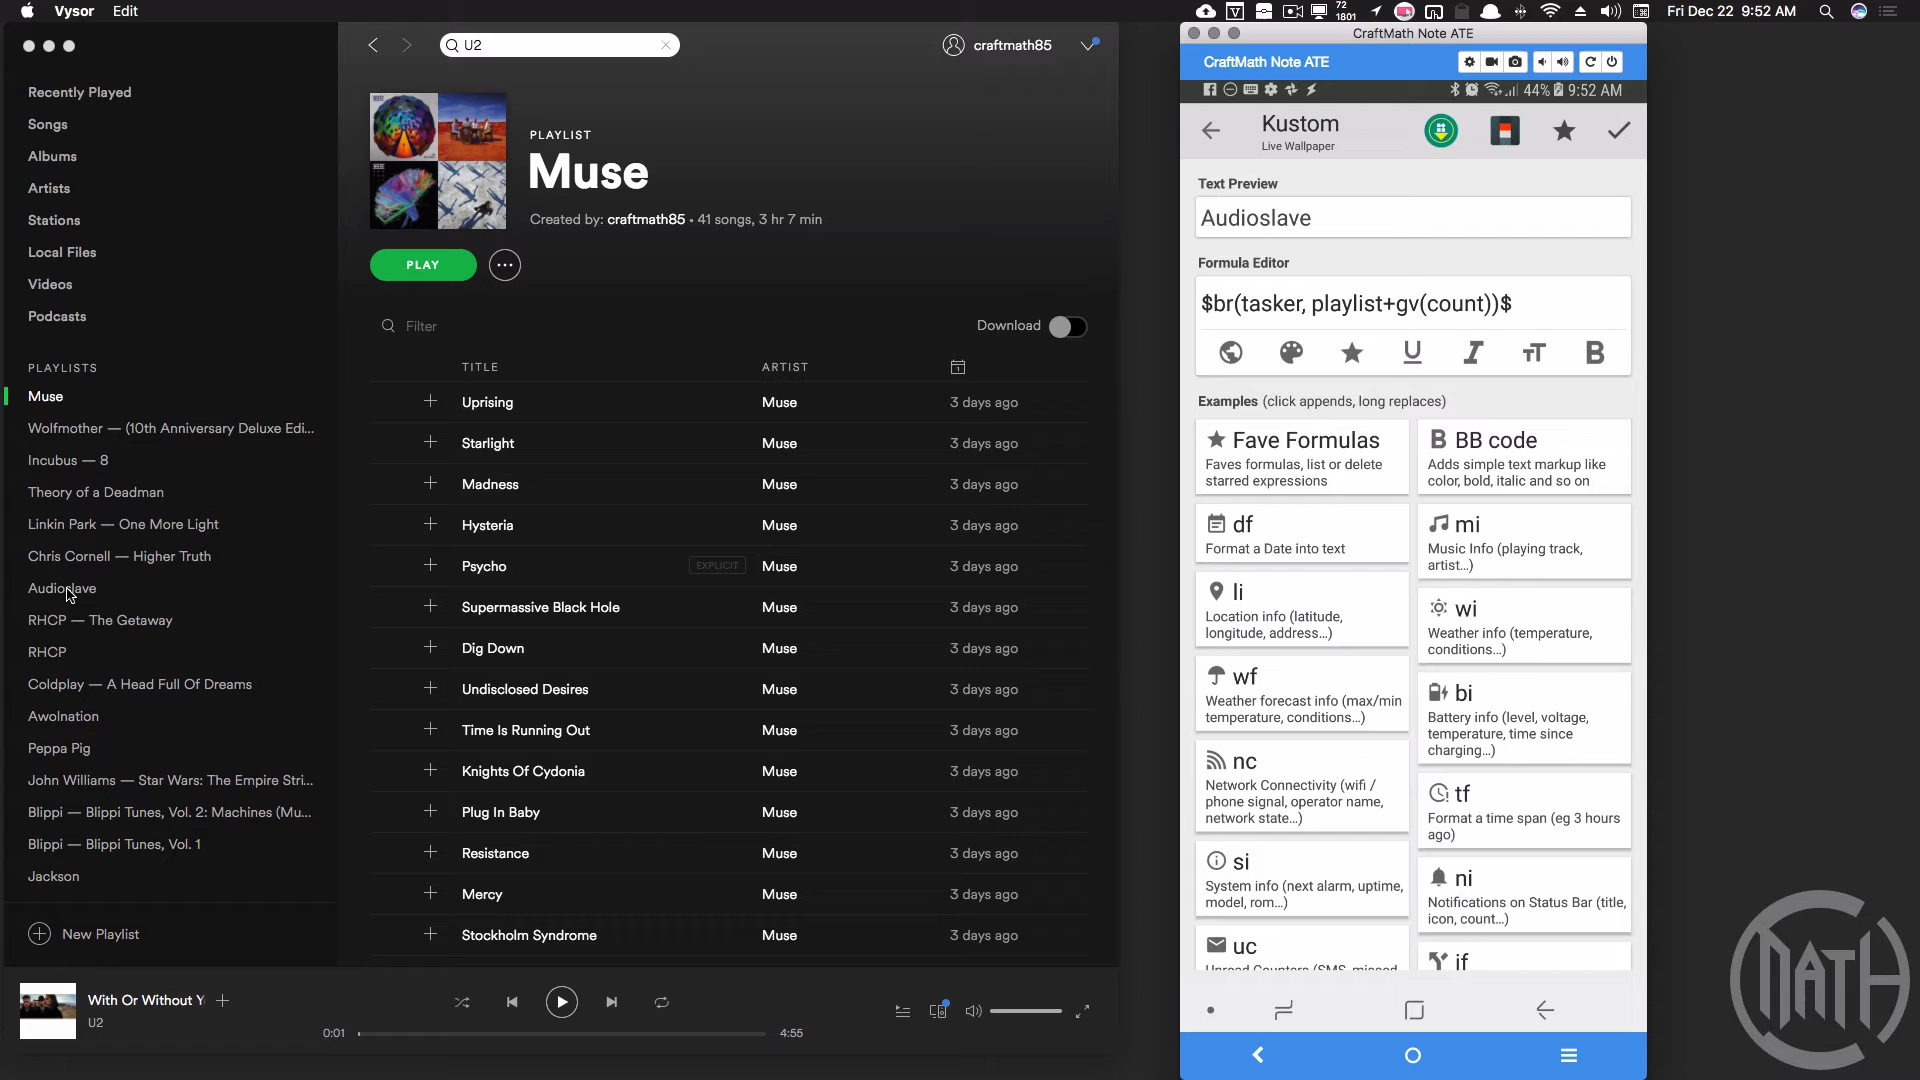 Vysor Edit
72
1801
Fri Dec 22 9:52 AM
Recently Played
Songs
Albums
Artists
Stations
Local Files
Videos
Podcasts
PLAYLISTS
Muse
Wolfmother — (10th Anniversary Deluxe Edi...
Incubus — 8
Theory of a Deadman
Linkin Park — One More Light
Chris Cornell — Higher Truth
Audioslave
RHCP — The Getaway
RHCP
Coldplay — A Head Full Of Dreams
Awolnation
Peppa Pig
John Williams — Star Wars: The Empire Stri...
Blippi — Blippi Tunes, Vol. 2: Machines (Mu...
Blippi — Blippi Tunes, Vol. 1
Jackson
New Playlist
U2
craftmath85
PLAYLIST
Muse
Created by: craftmath85 • 41 songs, 3 hr 7 min
PLAY
Filter
Download
TITLE ARTIST
Uprising Muse 3 days ago
Starlight Muse 3 days ago
Madness Muse 3 days ago
Hysteria Muse 3 days ago
Psycho EXPLICIT Muse 3 days ago
Supermassive Black Hole Muse 3 days ago
Dig Down Muse 3 days ago
Undisclosed Desires Muse 3 days ago
Time Is Running Out Muse 3 days ago
Knights Of Cydonia Muse 3 days ago
Plug In Baby Muse 3 days ago
Resistance Muse 3 days ago
Mercy Muse 3 days ago
Stockholm Syndrome Muse 3 days ago
With Or Without Y
U2
0:01
4:55
CraftMath Note ATE
CraftMath Note ATE
44% 9:52 AM
Kustom
Live Wallpaper
Text Preview
Audioslave
Formula Editor
$br(tasker, playlist+gv(count))$
Examples (click appends, long replaces)
Fave Formulas
Faves formulas, list or delete
starred expressions
BB code
Adds simple text markup like
color, bold, italic and so on
df
Format a Date into text
mi
Music Info (playing track,
artist...)
li
Location info (latitude,
longitude, address...)
wi
Weather info (temperature,
conditions...)
wf
Weather forecast info (max/min
temperature, conditions...)
bi
Battery info (level, voltage,
temperature, time since
charging...)
nc
Network Connectivity (wifi /
phone signal, operator name,
network state...)
tf
Format a time span (eg 3 hours
ago)
si
System info (next alarm, uptime,
model, rom...)
ni
Notifications on Status Bar (title,
icon, count...)
uc
Unread Counters (SMS, missed
if
MATH